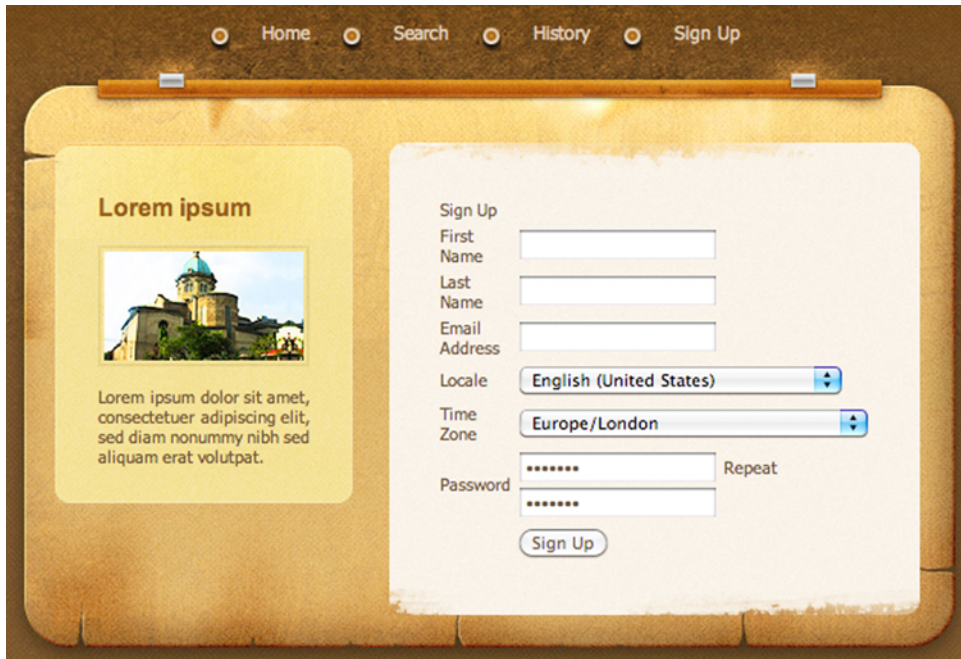 Home Search History Sign Up
Lorem ipsum
Lorem ipsum dolor sit amet,
consectetuer adipiscing elit,
sed diam nonummy nibh sed
aliquam erat volutpat.
Sign Up
First
Name
Last
Name
Email
Address
Locale English (United States)
Time
Zone
Europe/London
Password
••••••• Repeat
•••••••
Sign Up